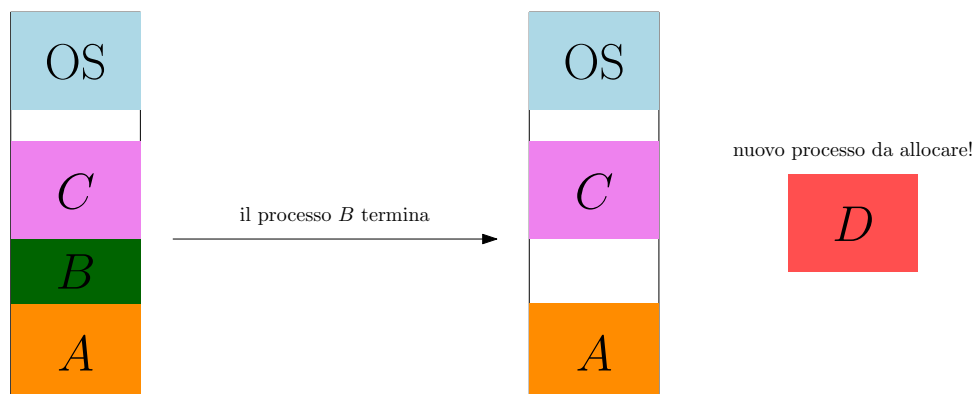 OS
C
B
A
il processo B termina
OS
C
A
nuovo processo da allocare!
D